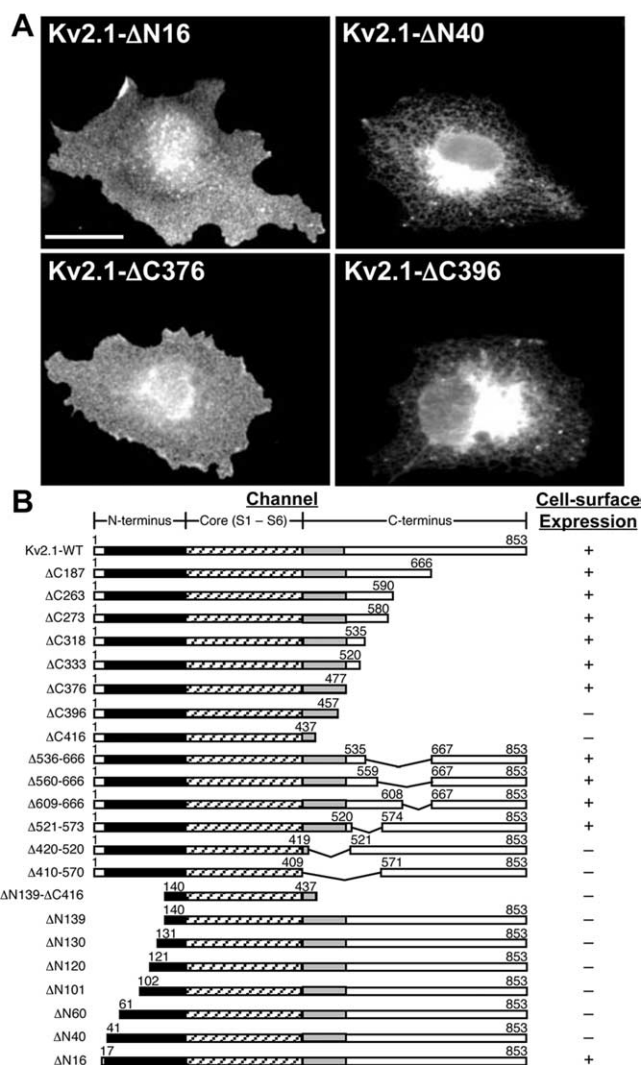 A
Kv2.1-ΔN16
Kv2.1-ΔN40
Kv2.1-ΔC376
Kv2.1-ΔC396
B
Channel
Cell-surface
Expression
N-terminus
Core (S1 – S6)
C-terminus
Kv2.1-WT 1 853 +
ΔC187 1 666 +
ΔC263 1 590 +
ΔC273 1 580 +
ΔC318 1 535 +
ΔC333 1 520 +
ΔC376 1 477 +
ΔC396 1 457 –
ΔC416 1 437 –
Δ536-666 1 535 667 853 +
Δ560-666 1 559 667 853 +
Δ609-666 1 608 667 853 +
Δ521-573 1 520 574 853 +
Δ420-520 1 419 521 853 –
Δ410-570 1 409 571 853 –
ΔN139-ΔC416 140 437 –
ΔN139 140 853 –
ΔN130 131 853 –
ΔN120 121 853 –
ΔN101 102 853 –
ΔN60 61 853 –
ΔN40 41 853 –
ΔN16 17 853 +